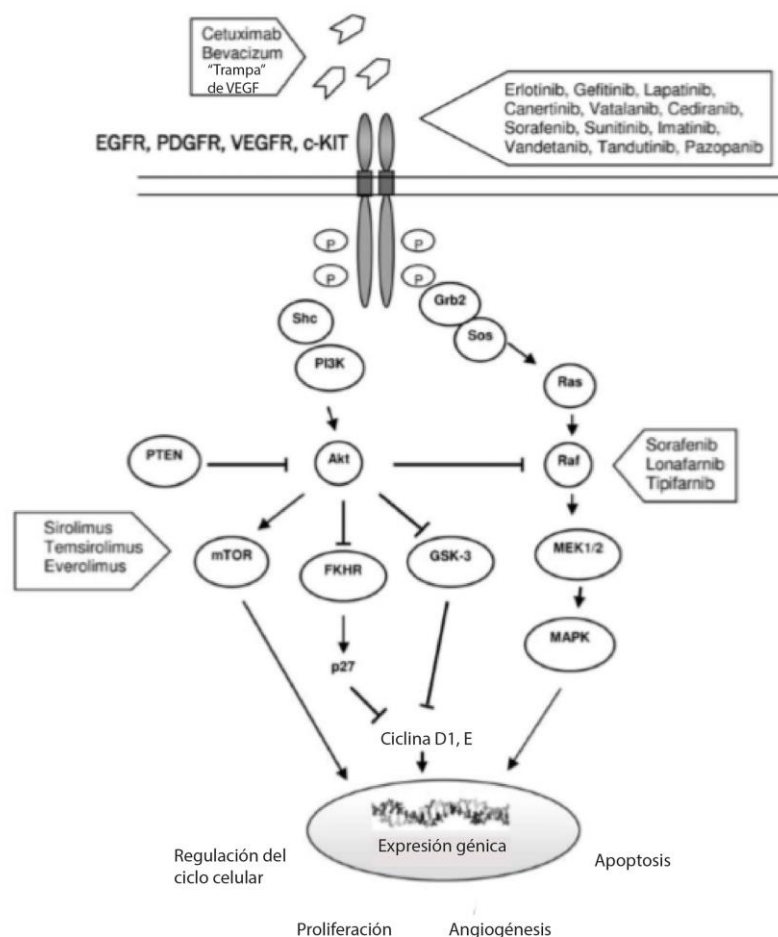 Cetuximab
Bevacizum
“Trampa”
de VEGF
Erlotinib, Gefitinib, Lapatinib,
Canertinib, Vatalanib, Cediranib,
Sorafenib, Sunitinib, Imatinib,
Vandetanib, Tandutinib, Pazopanib
EGFR, PDGFR, VEGFR, c-KIT
P
P
P
P
Shc
Grb2
Sos
PI3K
Ras
PTEN
Akt
Raf
Sorafenib
Lonafarnib
Tipifarnib
Sirolimus
Temsirolimus
Everolimus
mTOR
FKHR
GSK-3
MEK1/2
p27
MAPK
Ciclina D1, E
Expresión génica
Regulación del
ciclo celular
Apoptosis
Proliferación
Angiogénesis